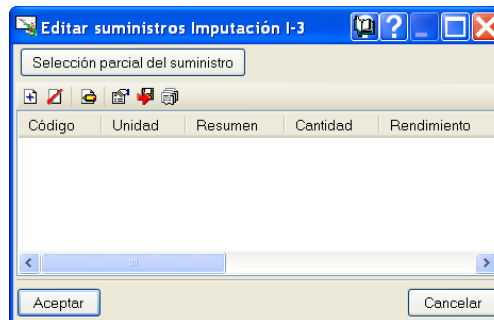 Editar suministros Imputación I-3
Selección parcial del suministro
Código Unidad Resumen Cantidad Rendimiento
Aceptar Cancelar